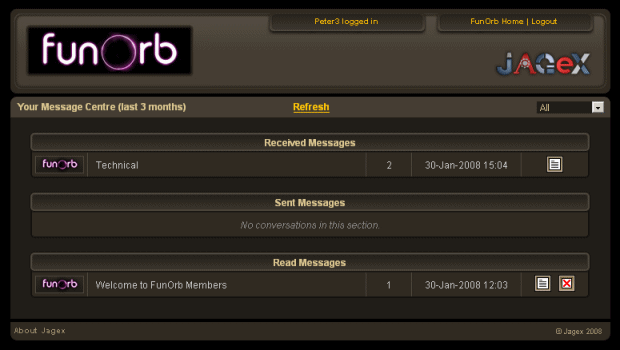 Peter3 logged in
FunOrb Home | Logout
funOrb
JAGeX
Your Message Centre (last 3 months)
Refresh
All
Received Messages
funOrb Technical 2 30-Jan-2008 15:04
Sent Messages
No conversations in this section.
Read Messages
funOrb Welcome to FunOrb Members 1 30-Jan-2008 12:03
About Jagex
© Jagex 2008